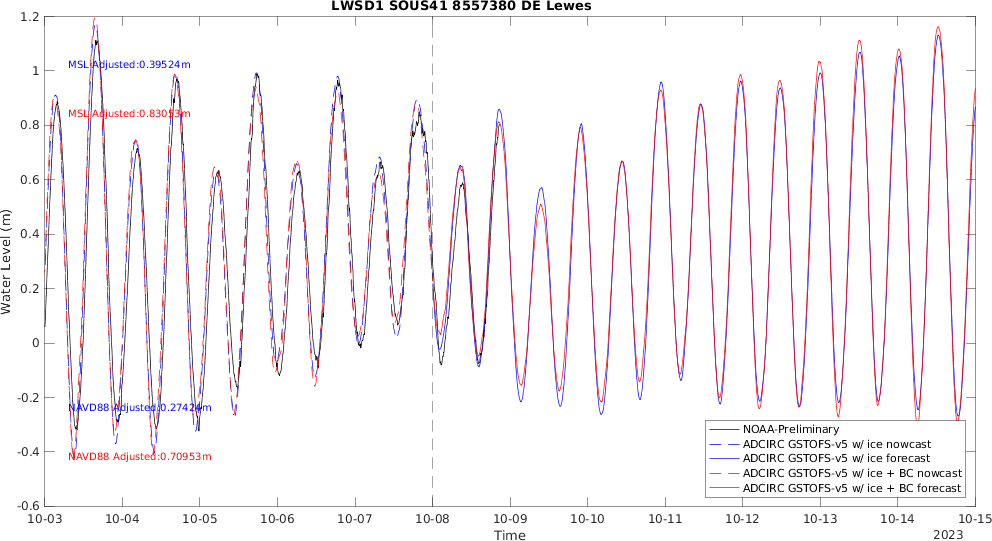 LWSD1 SOUS41 8557380 DE Lewes
1.2
1
0.8
0.6
0.4
0.2
0
-0.2
-0.4
-0.6
Water Level (m)
MSL Adjusted:0.39524m
MSL Adjusted:0.83053m
NAVD88 Adjusted:0.27424m
NAVD88 Adjusted:0.70953m
NOAA-Preliminary
ADCIRC GSTOFS-v5 w/ ice nowcast
ADCIRC GSTOFS-v5 w/ ice forecast
ADCIRC GSTOFS-v5 w/ ice + BC nowcast
ADCIRC GSTOFS-v5 w/ ice + BC forecast
10-03 10-04 10-05 10-06 10-07 10-08 10-09 10-10 10-11 10-12 10-13 10-14 10-15
Time
2023